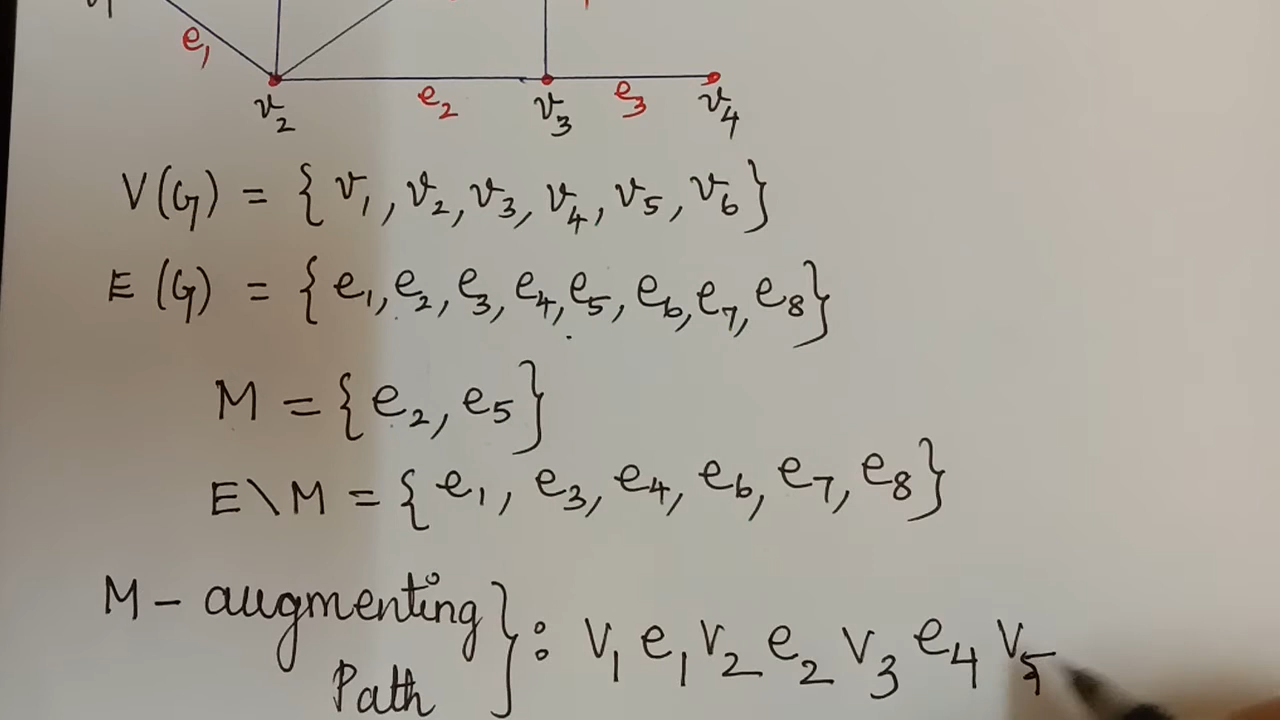 e₁
v₂ e₂ v₃ e₃ v₄
V(G) = {v₁, v₂, v₃, v₄, v₅, v₆}
E(G) = {e₁, e₂, e₃, e₄, e₅, e₆, e₇, e₈}
M = {e₂, e₅}
E\M = {e₁, e₃, e₄, e₆, e₇, e₈}
M-augmenting
Path } : V₁ e₁ V₂ e₂ V₃ e₄ V₅